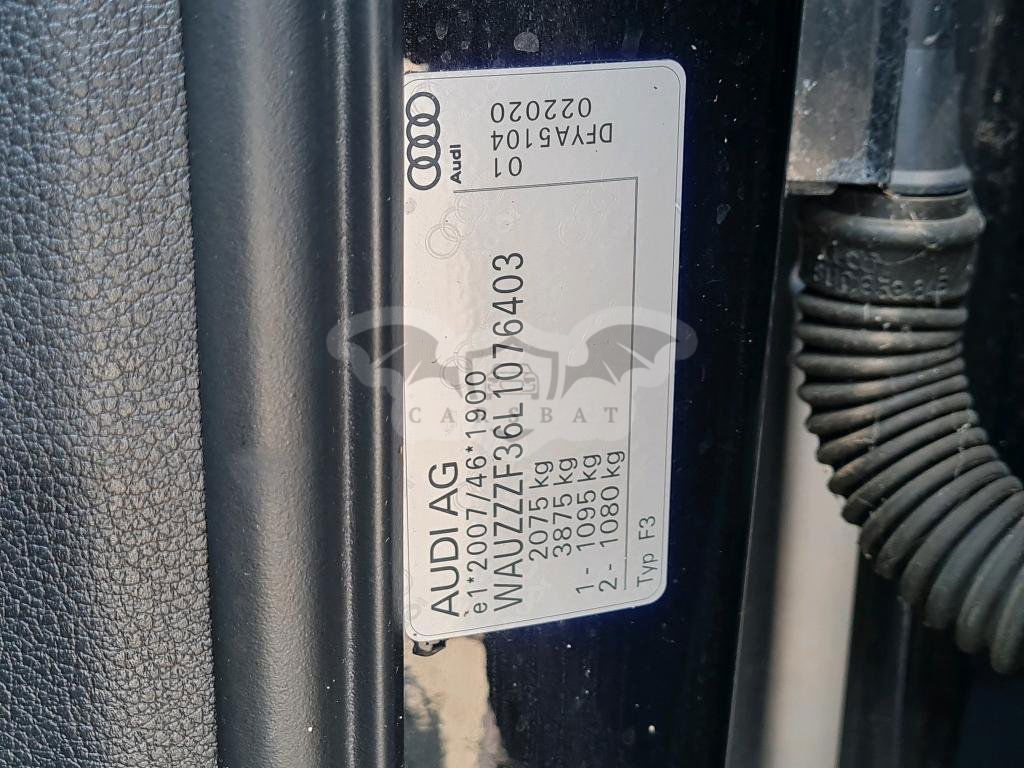 AUDI AG
e1*2007/46*1900
WAUZZZF36L1076403
2075 kg
3875 kg
1- 1095 kg
2- 1080 kg
Typ F3
Audi
01
DFYA5104
022020
CARSBAT